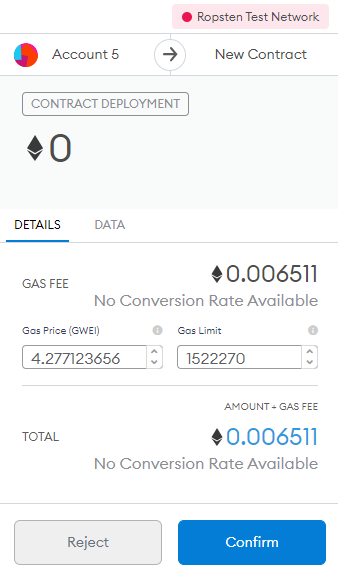 Ropsten Test Network
Account 5
New Contract
CONTRACT DEPLOYMENT
0
DETAILS
DATA
GAS FEE
0.006511
No Conversion Rate Available
Gas Price (GWEI)
Gas Limit
4.277123656
1522270
AMOUNT + GAS FEE
TOTAL
0.006511
No Conversion Rate Available
Reject
Confirm